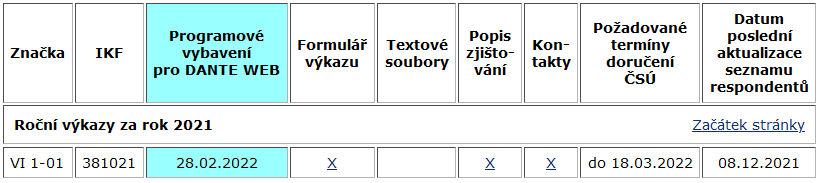 Značka
IKF
Programové
vybavení
pro DANTE WEB
Formulář
výkazu
Textové
soubory
Popis
zjišto-
vání
Kon-
takty
Požadované
termíny
doručení
ČSÚ
Datum
poslední
aktualizace
seznamu
respondentů
Roční výkazy za rok 2021 Začátek stránky
VI 1-01 381021 28.02.2022 X X X do 18.03.2022 08.12.2021